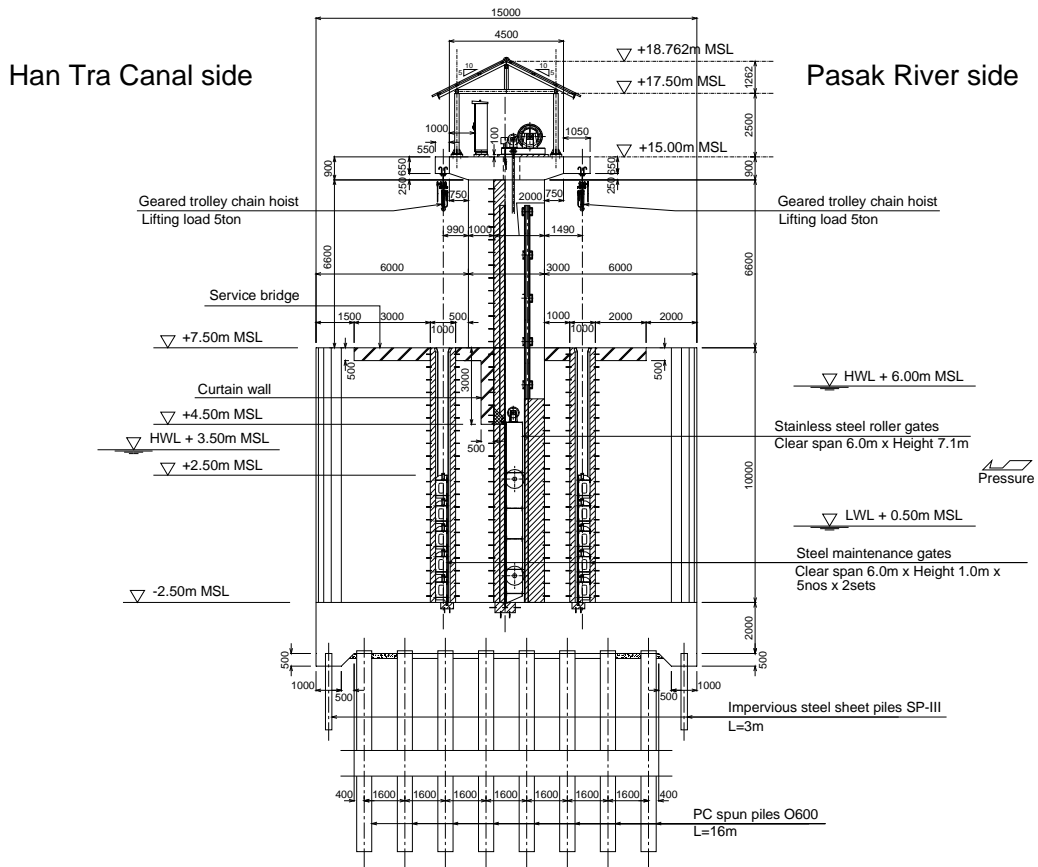 15000
4500
+18.762m MSL
Han Tra Canal side
Pasak River side
10
5
10
5
1262
+17.50m MSL
2500
1000
100
1050
550
+15.00m MSL
900
650
250
650
250
900
750
2000
750
Geared trolley chain hoist
Lifting load 5ton
Geared trolley chain hoist
Lifting load 5ton
990
1000
1490
6600
6600
6000
3000
6000
Service bridge
1500
3000
500
1000
1000
1000
2000
2000
+7.50m MSL
500
3000
500
HWL + 6.00m MSL
Curtain wall
+4.50m MSL
Stainless steel roller gates
Clear span 6.0m x Height 7.1m
HWL + 3.50m MSL
500
+2.50m MSL
10000
Pressure
LWL + 0.50m MSL
Steel maintenance gates
Clear span 6.0m x Height 1.0m x
5nos x 2sets
-2.50m MSL
2000
500
500
1000
500
500
1000
Impervious steel sheet piles SP-III
L=3m
400
1600
1600
1600
1600
1600
1600
1600
400
PC spun piles O600
L=16m